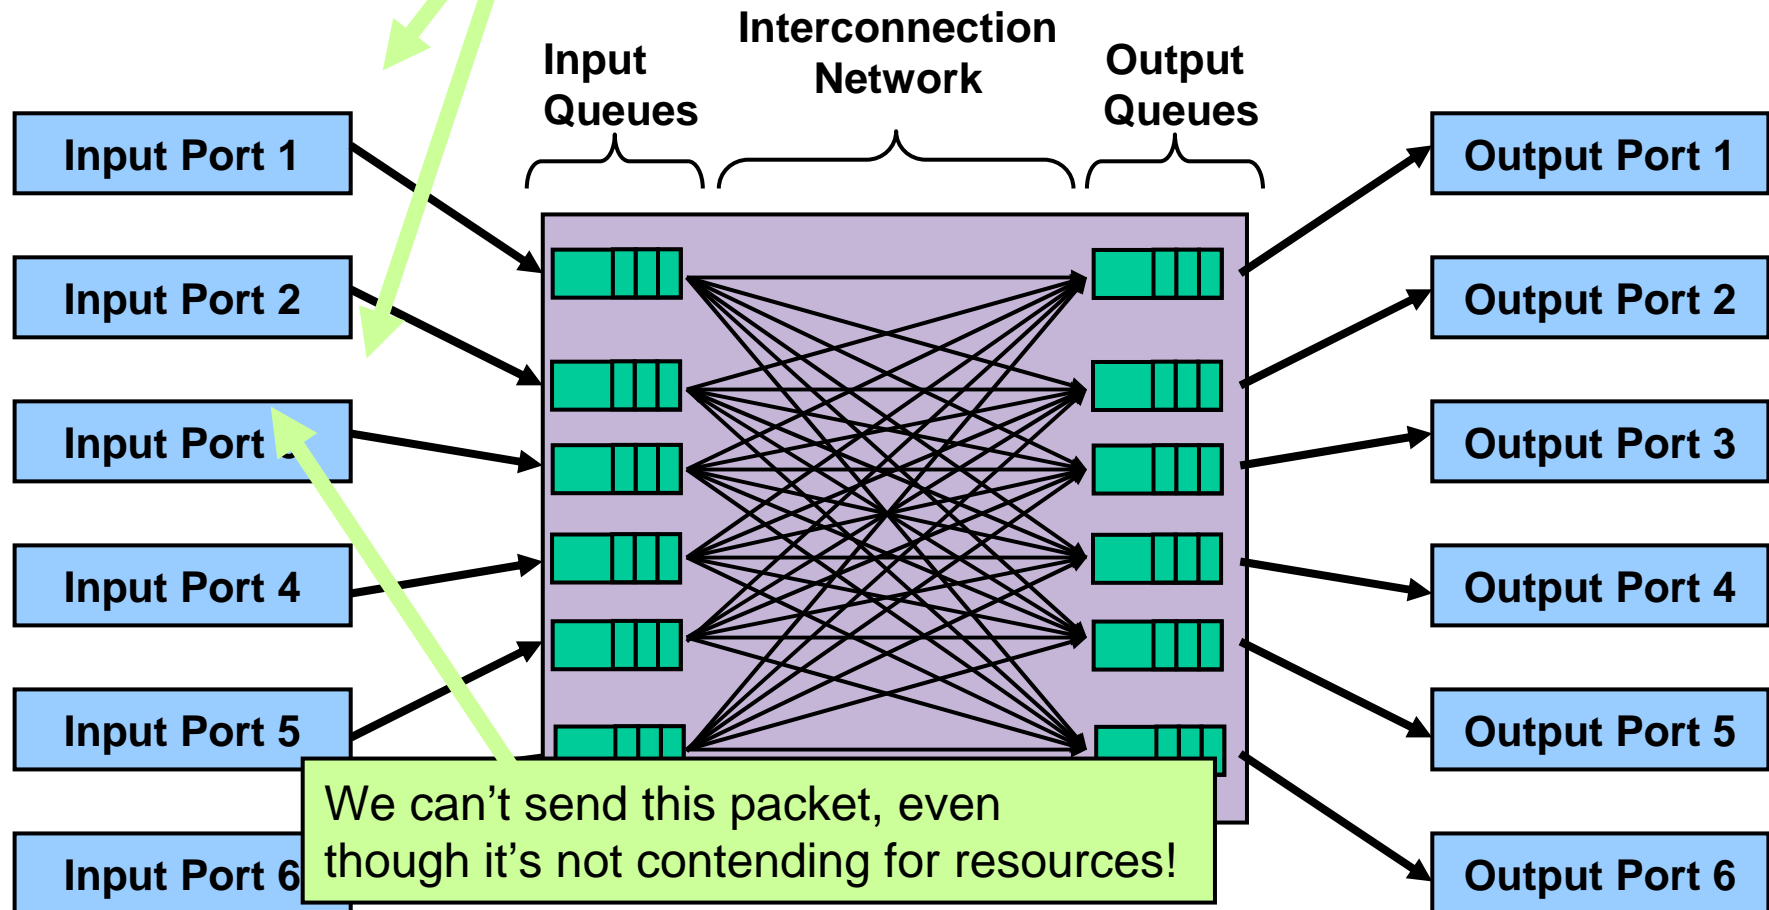 Interconnection
Network
Input
Queues
Output
Queues
Input Port 1
Output Port 1
Input Port 2
Output Port 2
Input Port
Output Port 3
Input Port 4
Output Port 4
Input Port 5
Output Port 5
We can’t send this packet, even
though it’s not contending for resources!
Input Port 6
Output Port 6